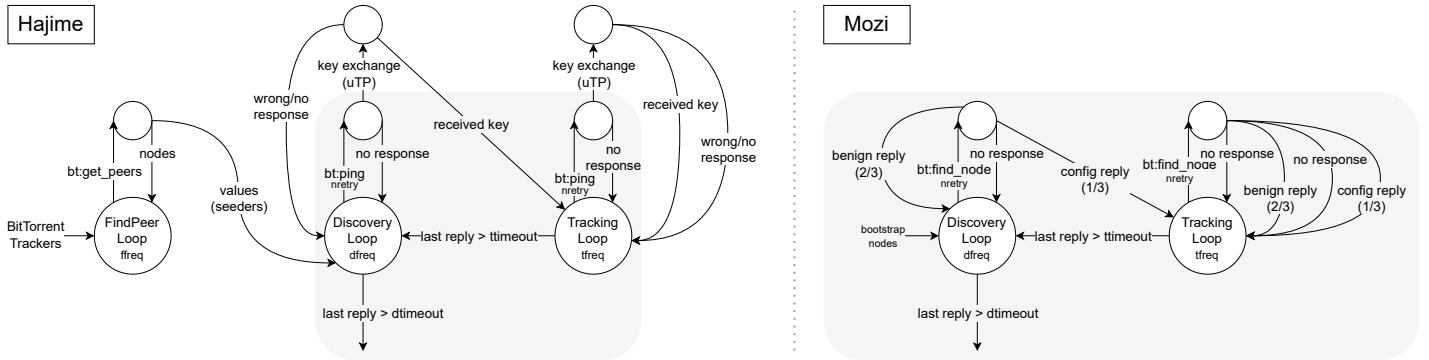 Hajime
key exchange
(uTP)
key exchange
(uTP)
wrong/no
response
received key
received key
wrong/no
response
nodes
bt:get_peers
values
(seeders)
no response
bt:ping
nretry
no
response
bt:ping
nretry
BitTorrent
Trackers
FindPeer
Loop
ffreq
Discovery
Loop
dfreq
last reply > ttimeout
Tracking
Loop
tfreq
last reply > dtimeout
Mozi
benign reply
(2/3)
no response
bt:find_node
nretry
config reply
(1/3)
bt:find_node
nretry
no response
no response
benign reply
(2/3)
config reply
(1/3)
bootstrap
nodes
Discovery
Loop
dfreq
last reply > ttimeout
Tracking
Loop
tfreq
last reply > dtimeout